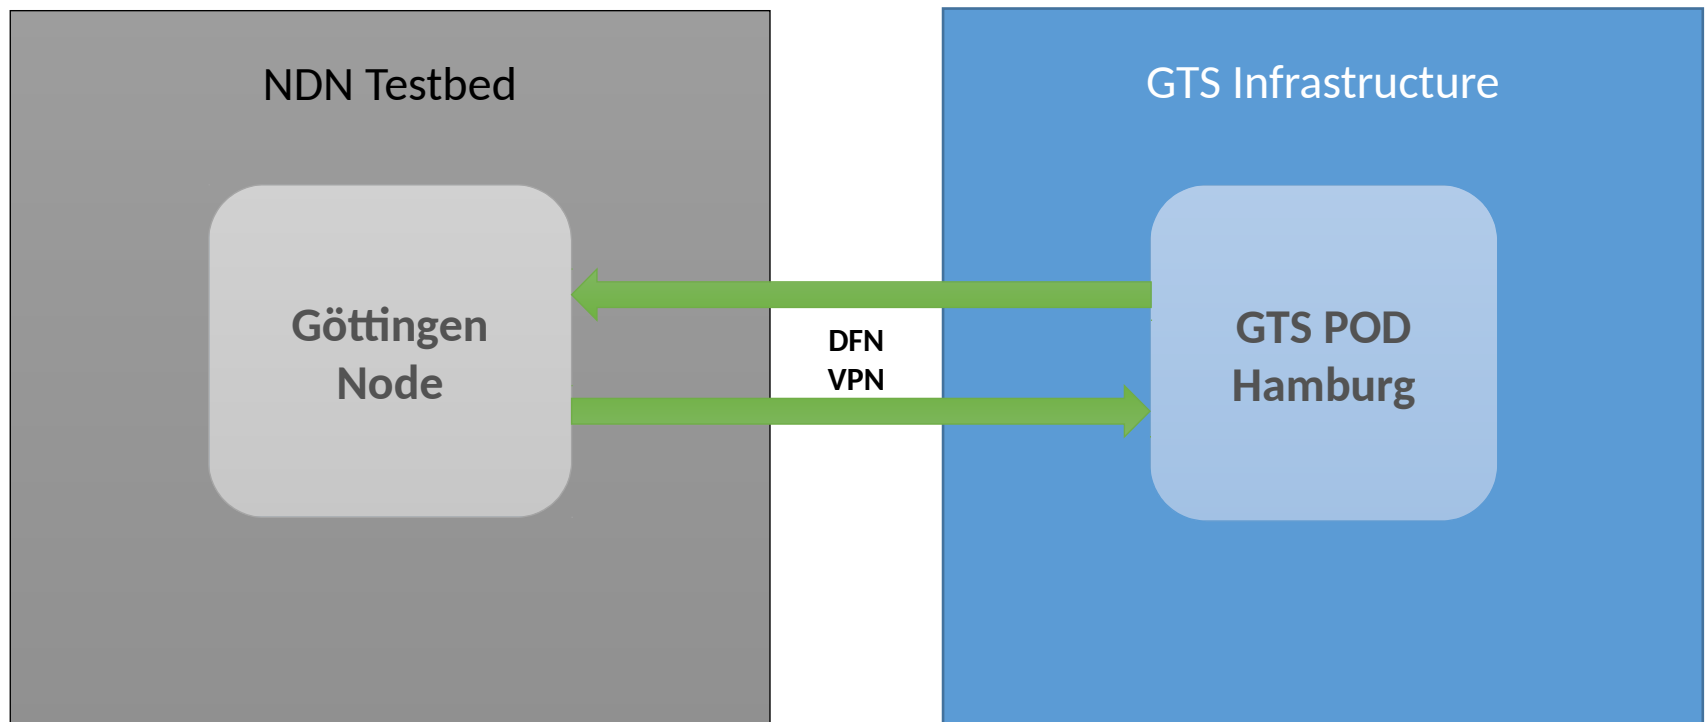 NDN Testbed
GTS Infrastructure
Göttingen
Node
DFN
VPN
GTS POD
Hamburg